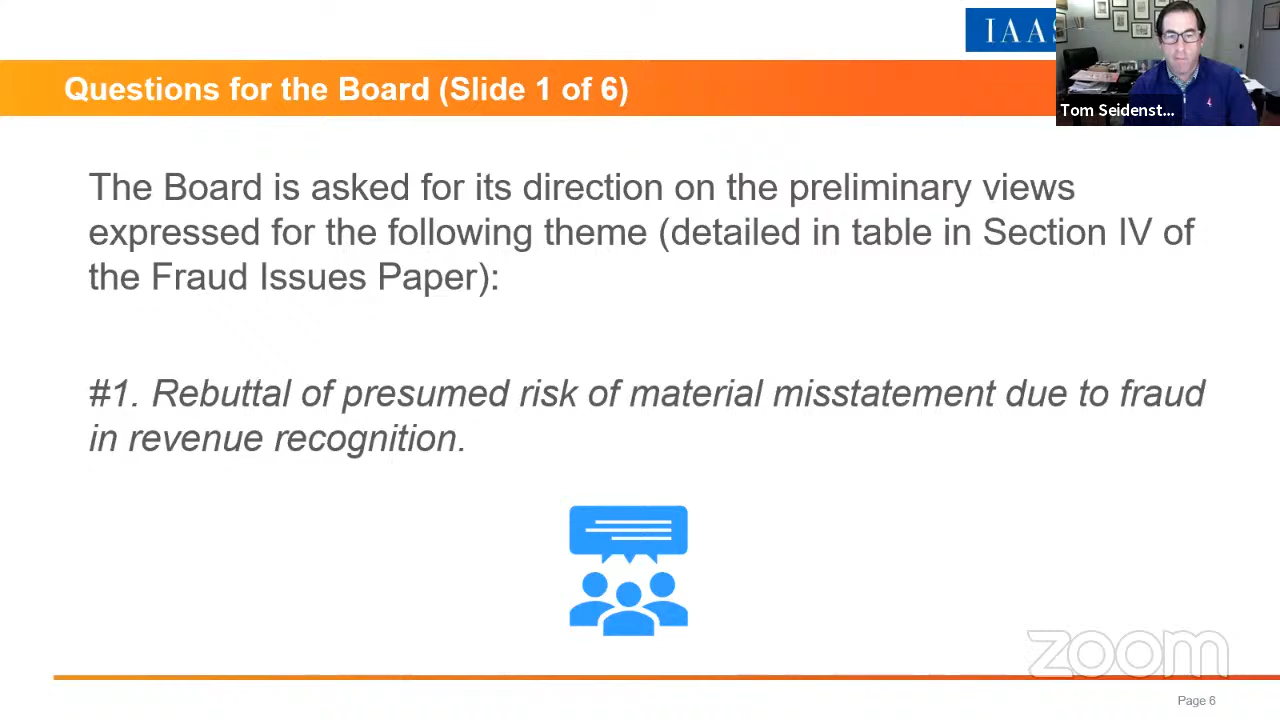 IAAS
Questions for the Board (Slide 1 of 6)
Tom Seidenst...
The Board is asked for its direction on the preliminary views
expressed for the following theme (detailed in table in Section IV of
the Fraud Issues Paper):
#1. Rebuttal of presumed risk of material misstatement due to fraud
in revenue recognition.
zoom
Page 6